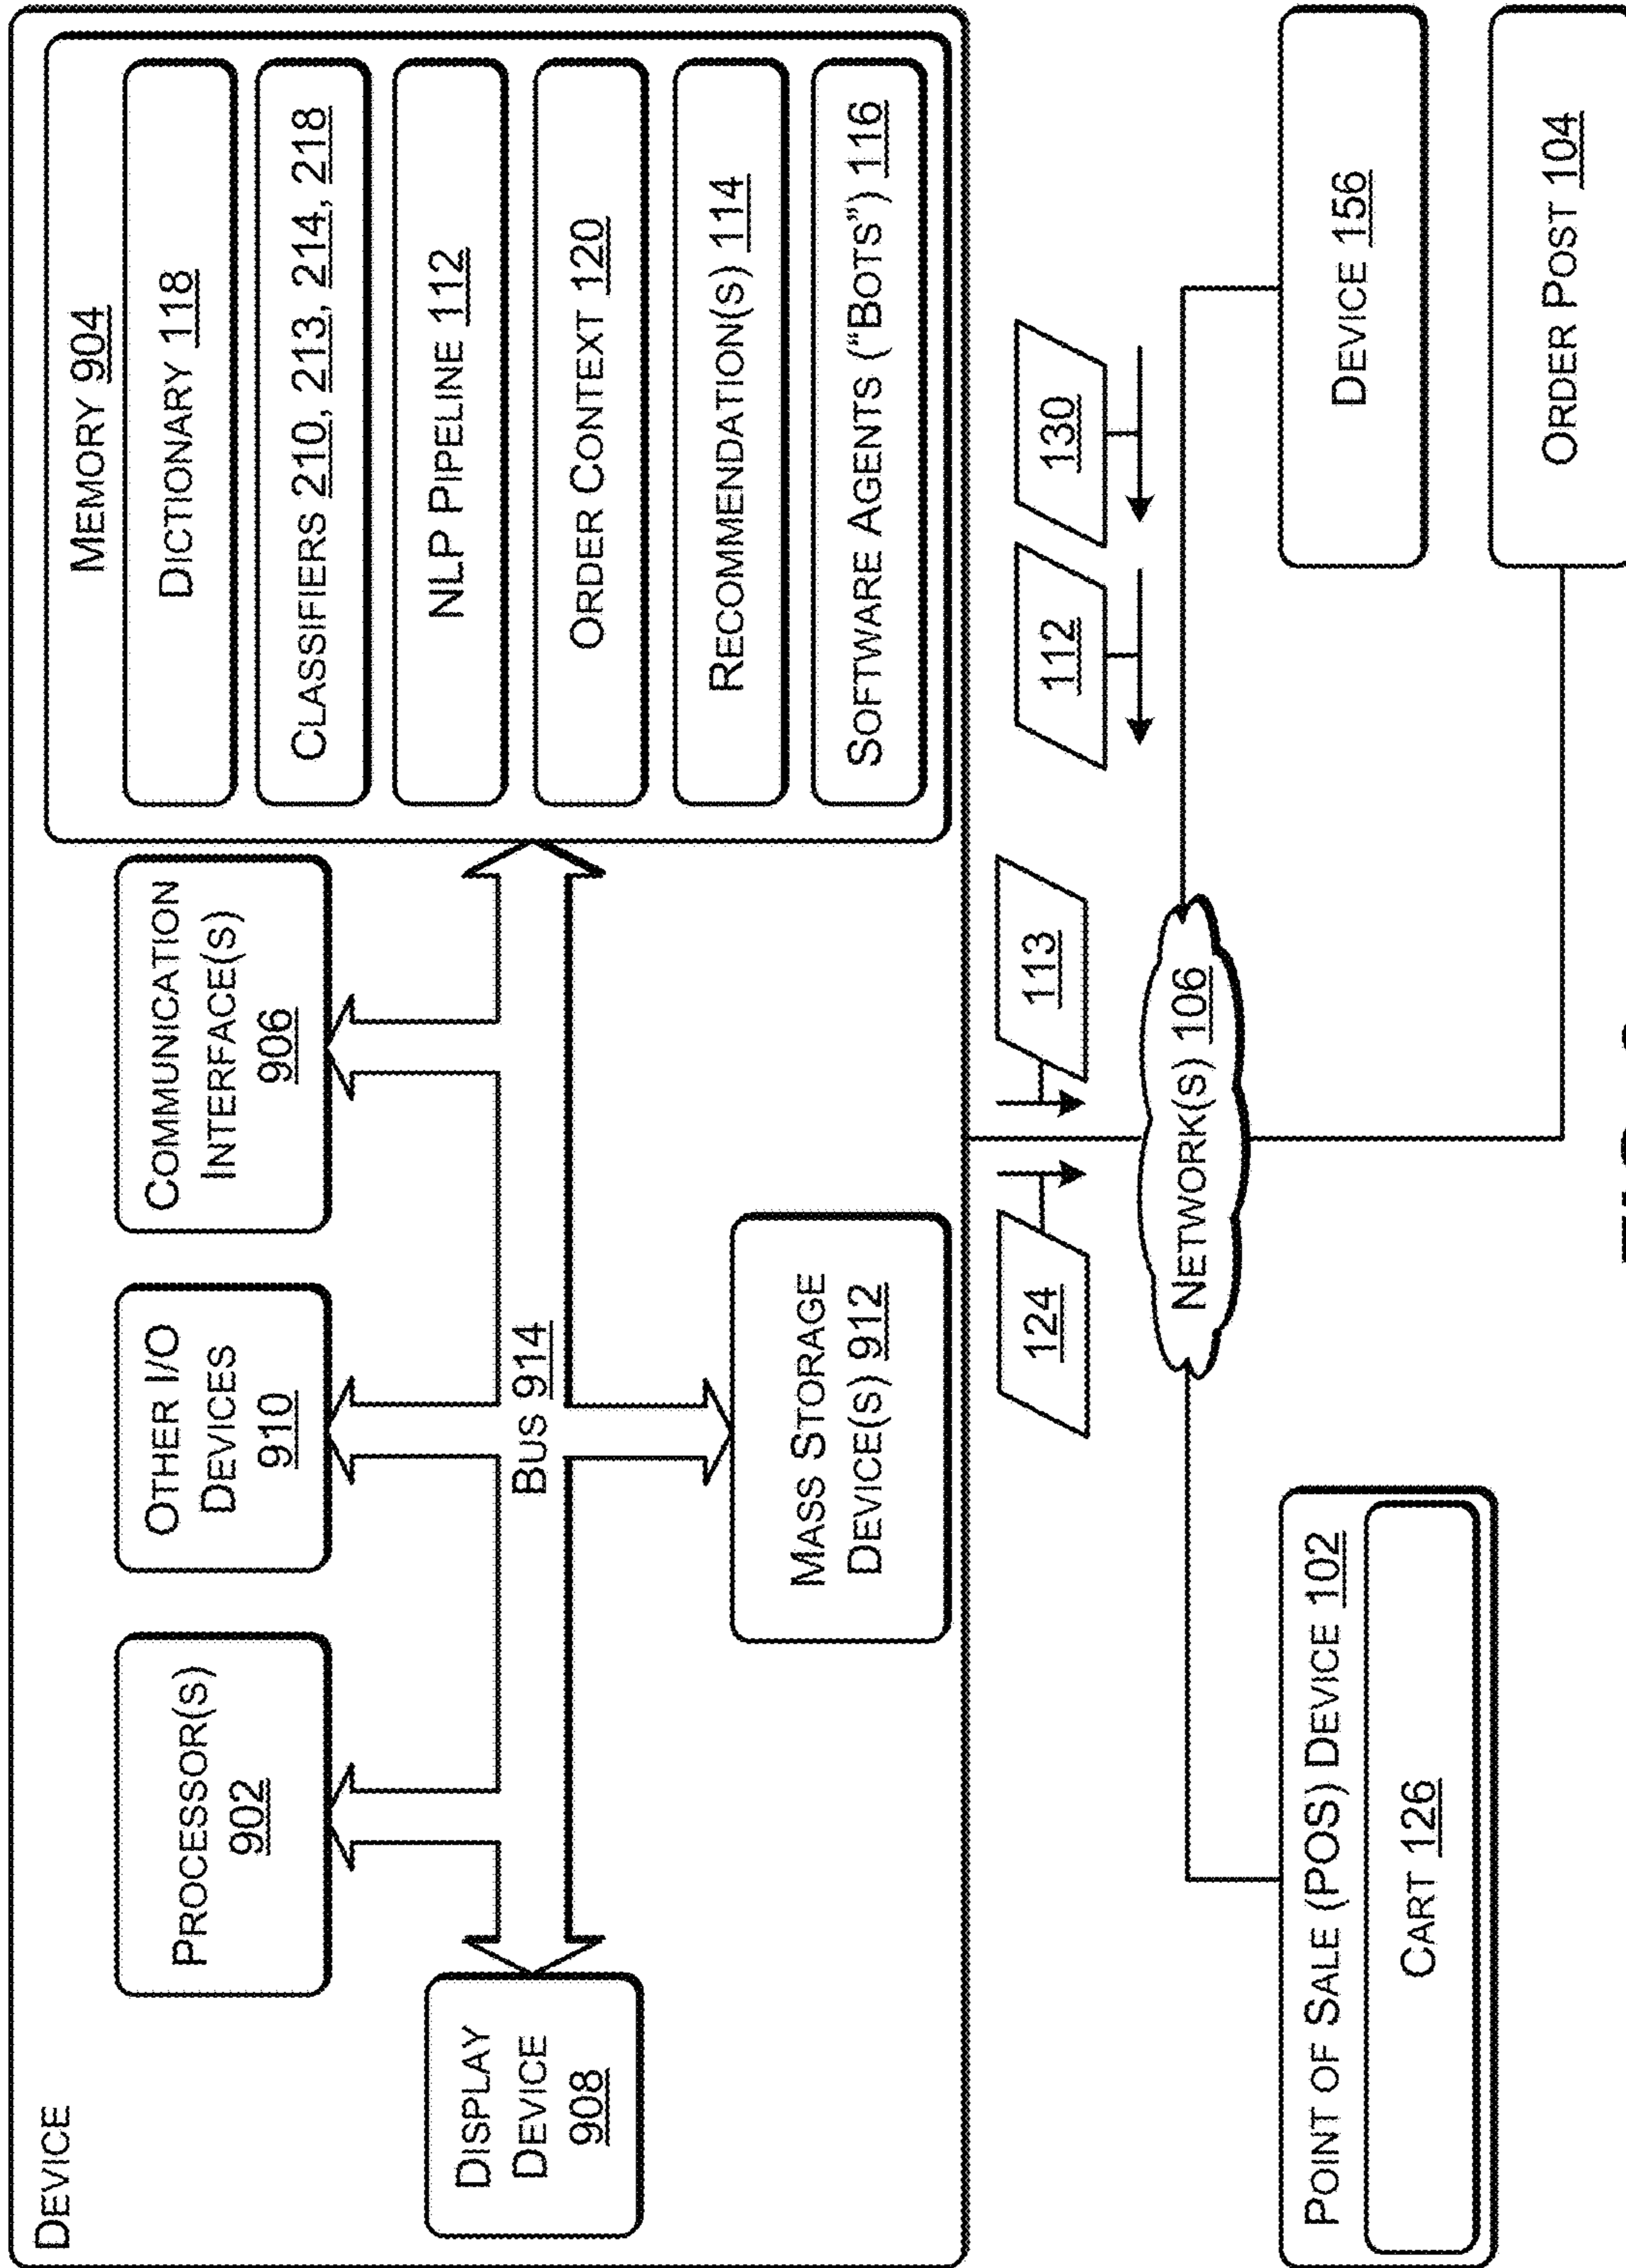 DEVICE
PROCESSOR(S)
902
OTHER I/O
DEVICES
910
COMMUNICATION
INTERFACE(S)
906
DISPLAY
DEVICE
908
BUS 914
MASS STORAGE
DEVICE(S) 912
MEMORY 904
DICTIONARY 118
CLASSIFIERS 210, 213, 214, 218
NLP PIPELINE 112
ORDER CONTEXT 120
RECOMMENDATION(S) 114
SOFTWARE AGENTS (“BOTS”) 116
124
113
112
130
NETWORK(S) 106
POINT OF SALE (POS) DEVICE 102
CART 126
DEVICE 156
ORDER POST 104